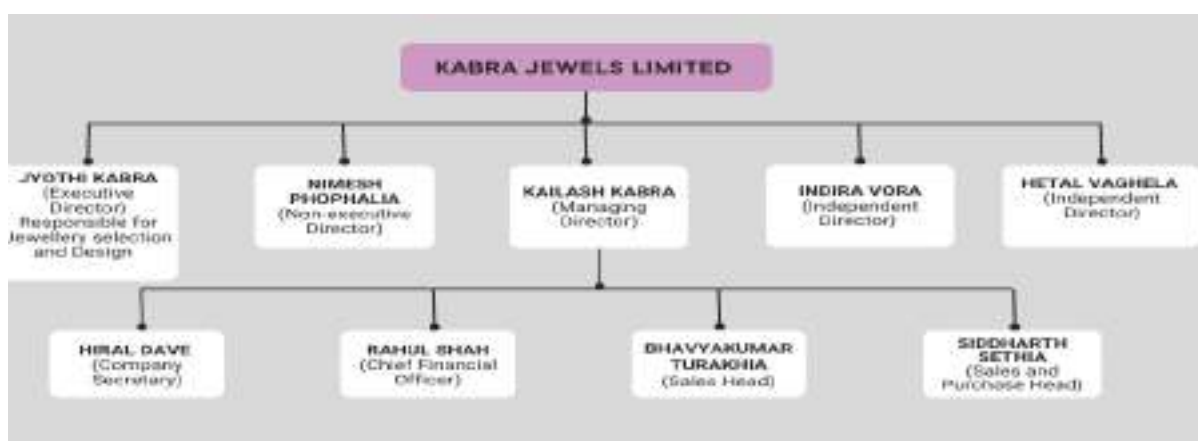 KABRA JEWELS LIMITED
JYOTHI KABRA
(Executive
Director)
Responsible for
Jewellery selection
and Design
NIMESH
PHOPHALIA
(Non-executive
Director)
KAILASH KABRA
(Managing
Director)
INDIRA VORA
(Independent
Director)
HETAL VAGHELA
(Independent
Director)
HIRAL DAVE
(Company
Secretary)
RAHUL SHAH
(Chief Financial
Officer)
BHAVYAKUMAR
TURAKHIA
(Sales Head)
SIDDHARTH
SETHIA
(Sales and
Purchase Head)